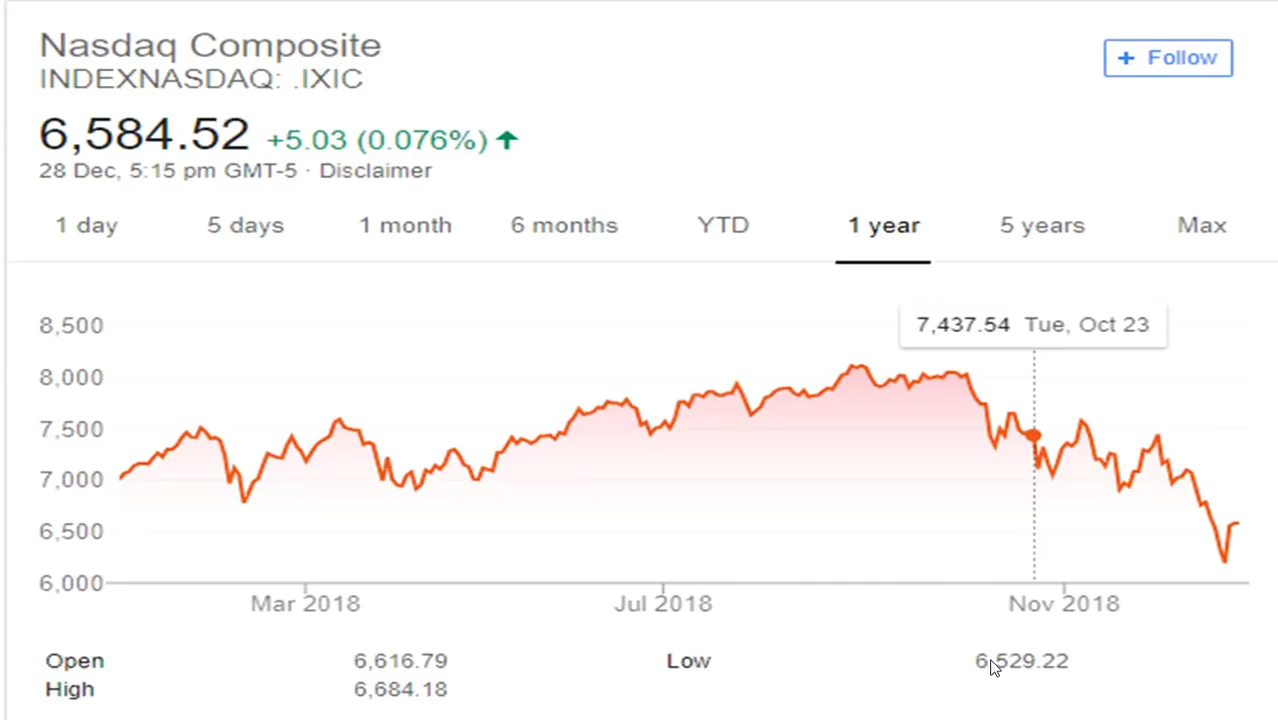 Nasdaq Composite
INDEXNASDAQ: .IXIC
+ Follow
6,584.52 +5.03 (0.076%)
28 Dec, 5:15 pm GMT-5 · Disclaimer
1 day 5 days 1 month 6 months YTD 1 year 5 years Max
7,437.54 Tue, Oct 23
8,500
8,000
7,500
7,000
6,500
6,000
Mar 2018 Jul 2018 Nov 2018
Open 6,616.79 Low 6,529.22
High 6,684.18